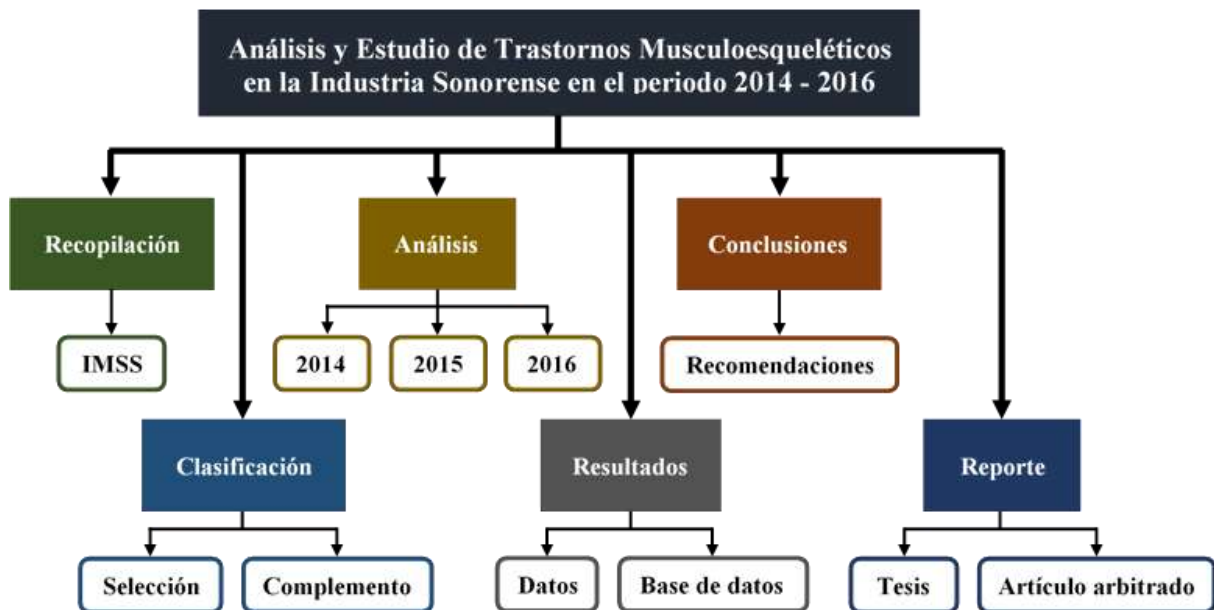 Análisis y Estudio de Trastornos Musculoesqueléticos
en la Industria Sonorense en el periodo 2014 - 2016
Recopilación
Análisis
Conclusiones
IMSS
2014
2015
2016
Recomendaciones
Clasificación
Resultados
Reporte
Selección
Complemento
Datos
Base de datos
Tesis
Artículo arbitrado